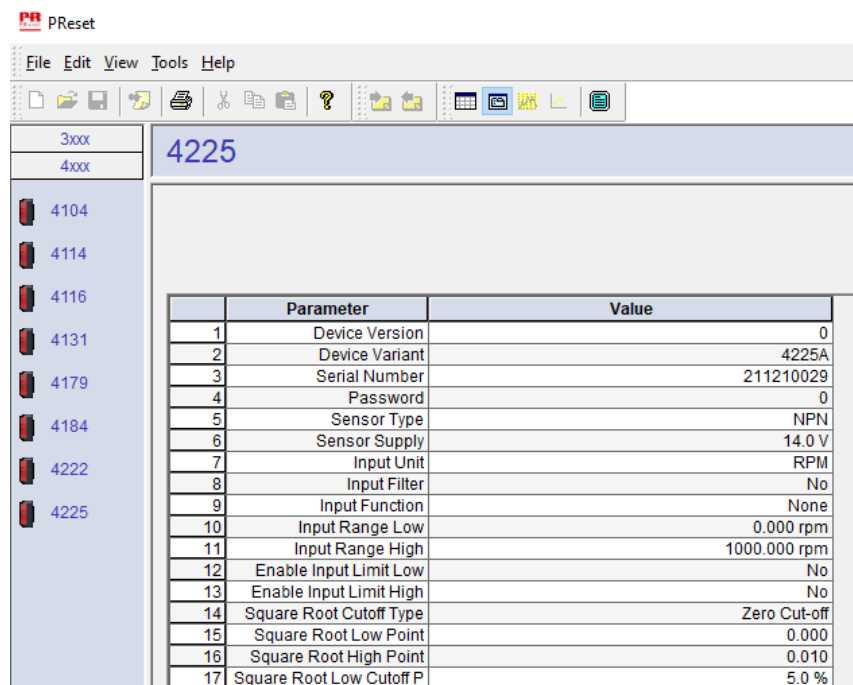 PR PReset
File Edit View Tools Help
3xxx
4xxx
4225
4104
4114
4116
4131
4179
4184
4222
4225
Parameter Value
1 Device Version 0
2 Device Variant 4225A
3 Serial Number 211210029
4 Password 0
5 Sensor Type NPN
6 Sensor Supply 14.0 V
7 Input Unit RPM
8 Input Filter No
9 Input Function None
10 Input Range Low 0.000 rpm
11 Input Range High 1000.000 rpm
12 Enable Input Limit Low No
13 Enable Input Limit High No
14 Square Root Cutoff Type Zero Cut-off
15 Square Root Low Point 0.000
16 Square Root High Point 0.010
17 Square Root Low Cutoff P 5.0 %